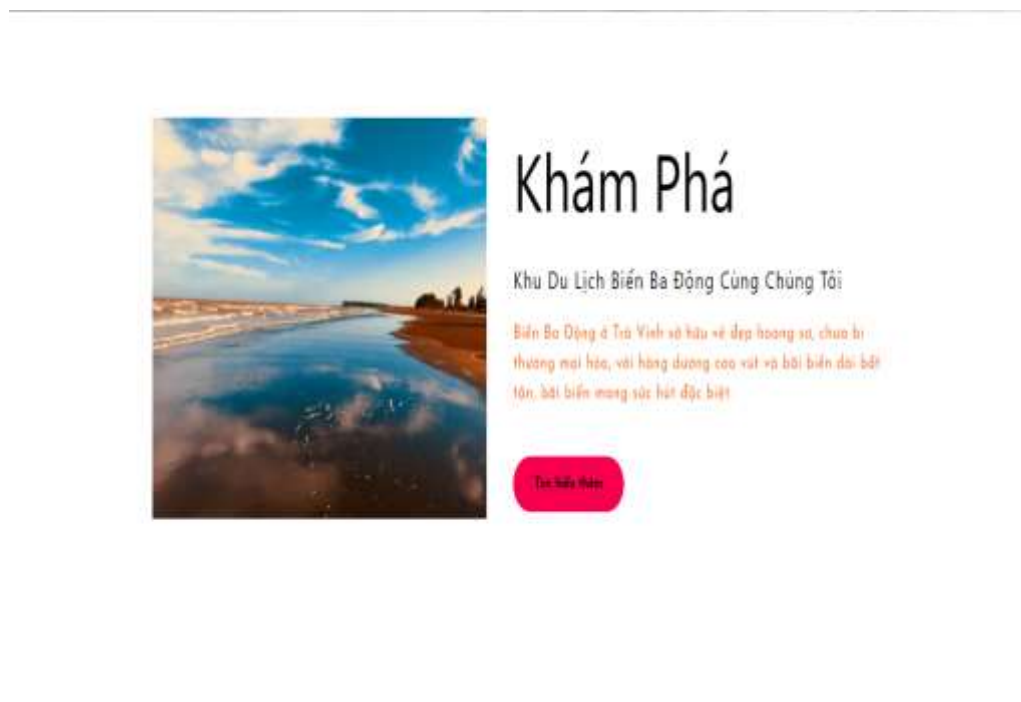 Khám Phá
Khu Du Lịch Biển Ba Động Cùng Chúng Tôi
Biển Ba Động ở Trà Vinh sở hữu vẻ đẹp hoang sơ, chưa bị
thương mại hóa, với hàng dương cao vút và bãi biển dài bất
tận, bãi biển mang sức hút đặc biệt
Tìm hiểu thêm